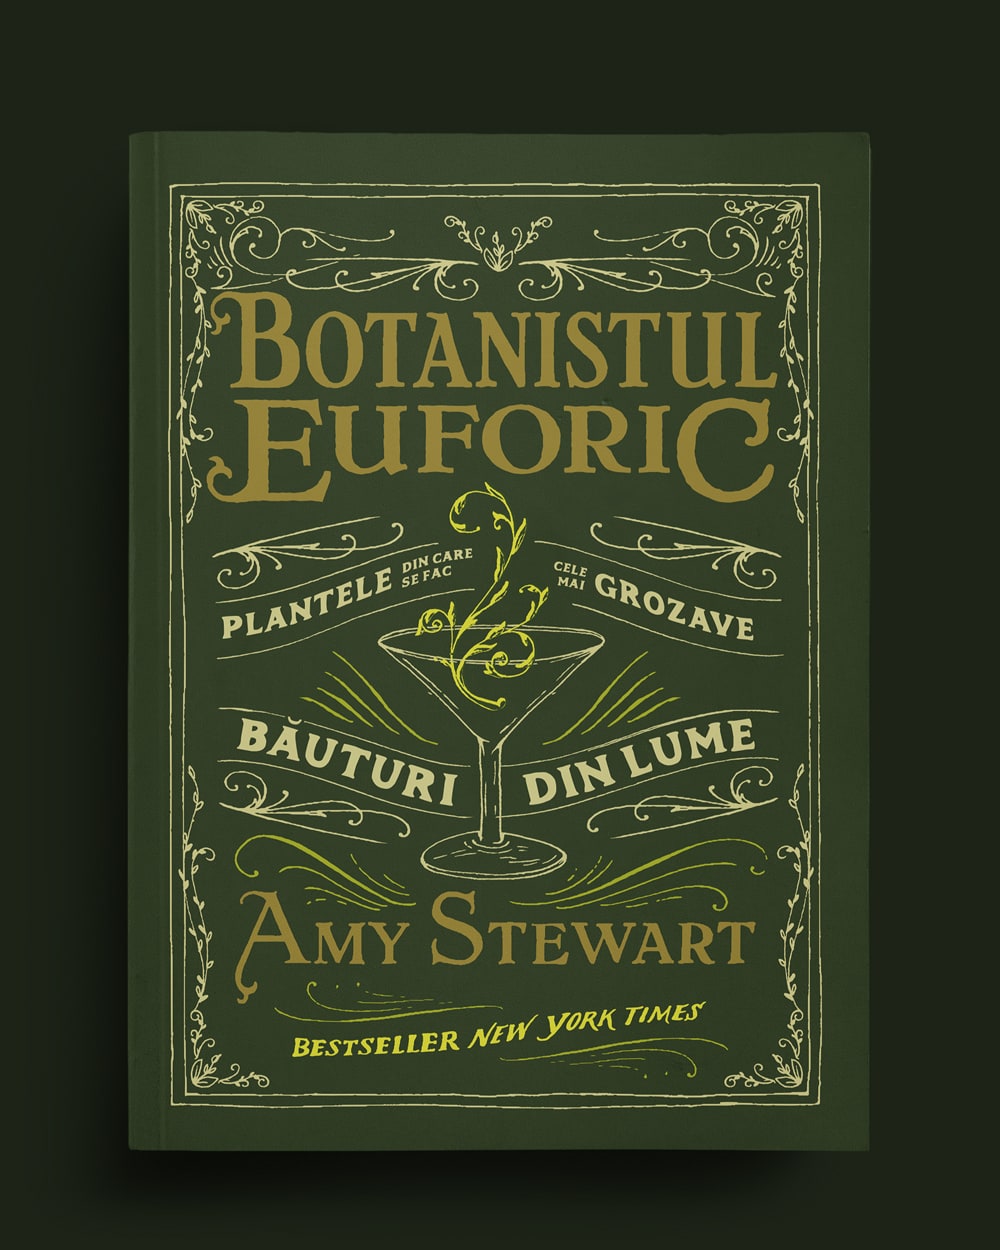 BOTANISTUL
EUFORIC
PLANTELE DIN CARE SE FAC CELE MAI GROZAVE
BĂUTURI DIN LUME
AMY STEWART
BESTSELLER NEW YORK TIMES